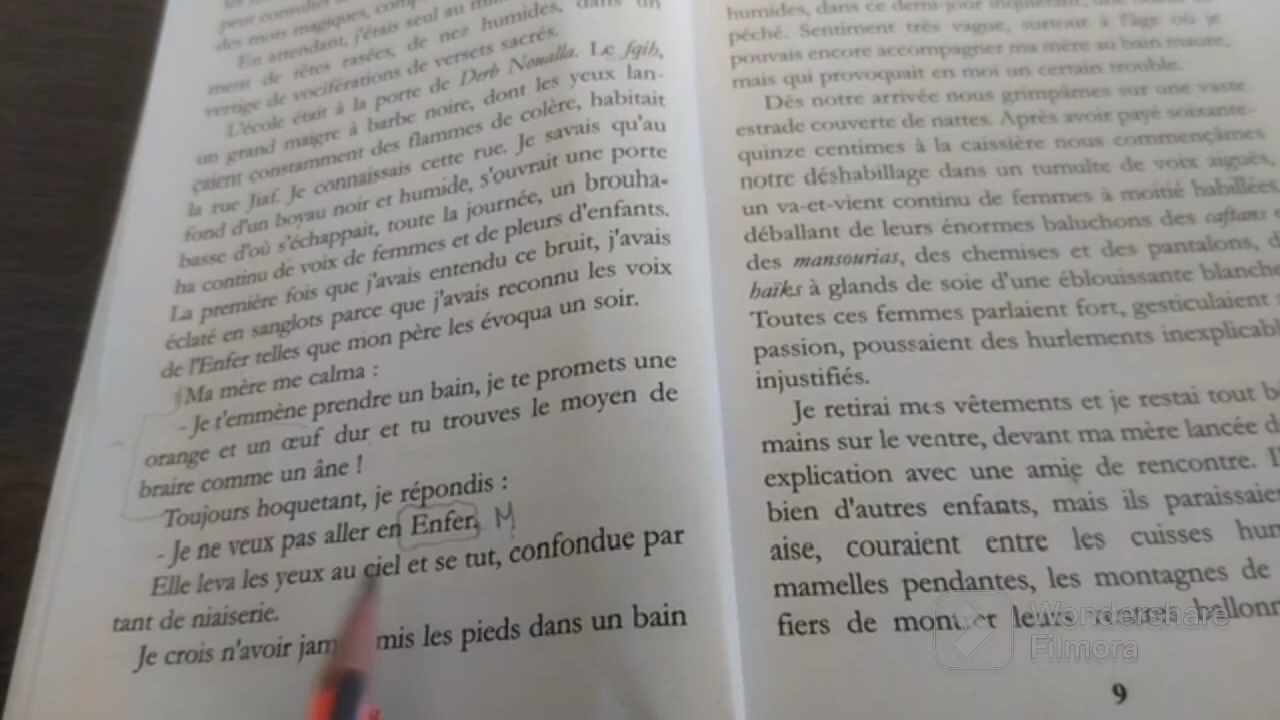 peut consulter
des mots magiques,
En attendant, j'étais seul au
ment de têtes rasées, de nez humides, dans un
vertige de vociférations de versets sacrés.
L'école était à la porte de Derb Noualla. Le fqih,
un grand maigre à barbe noire, dont les yeux lan-
çaient constamment des flammes de colère, habitait
la rue Jiaf. Je connaissais cette rue. Je savais qu'au
fond d'un boyau noir et humide, s'ouvrait une porte
basse d'où s'échappait, toute la journée, un brouha-
ha continu de voix de femmes et de pleurs d'enfants.
La première fois que j'avais entendu ce bruit, j'avais
éclaté en sanglots parce que j'avais reconnu les voix
de l'Enfer telles que mon père les évoqua un soir.
Ma mère me calma :
- Je t'emmène prendre un bain, je te promets une
orange et un œuf dur et tu trouves le moyen de
braire comme un âne !
Toujours hoquetant, je répondis :
- Je ne veux pas aller en Enfer. M
Elle leva les yeux au ciel et se tut, confondue par
tant de niaiserie.
Je crois n'avoir jam mis les pieds dans un bain
humides, dans ce demi-jour inquiétant, une
péché. Sentiment très vague, surtout à l'âge où je
pouvais encore accompagner ma mère au bain maure,
mais qui provoquait en moi un certain trouble.
Dès notre arrivée nous grimpâmes sur une vaste
estrade couverte de nattes. Après avoir payé soixante-
quinze centimes à la caissière nous commençâmes
notre déshabillage dans un tumulte de voix aiguës,
un va-et-vient continu de femmes à moitié habillées
déballant de leurs énormes baluchons des caftans
des mansourias, des chemises et des pantalons, d
haïks à glands de soie d'une éblouissante blanche
Toutes ces femmes parlaient fort, gesticulaient
passion, poussaient des hurlements inexplicabl
injustifiés.
Je retirai mes vêtements et je restai tout b
mains sur le ventre, devant ma mère lancée d
explication avec une amie de rencontre. I
bien d'autres enfants, mais ils paraissaie
aise, couraient entre les cuisses hum
mamelles pendantes, les montagnes de
fiers de montrer leurs ventres ballonn
Wondershare
Filmora
9